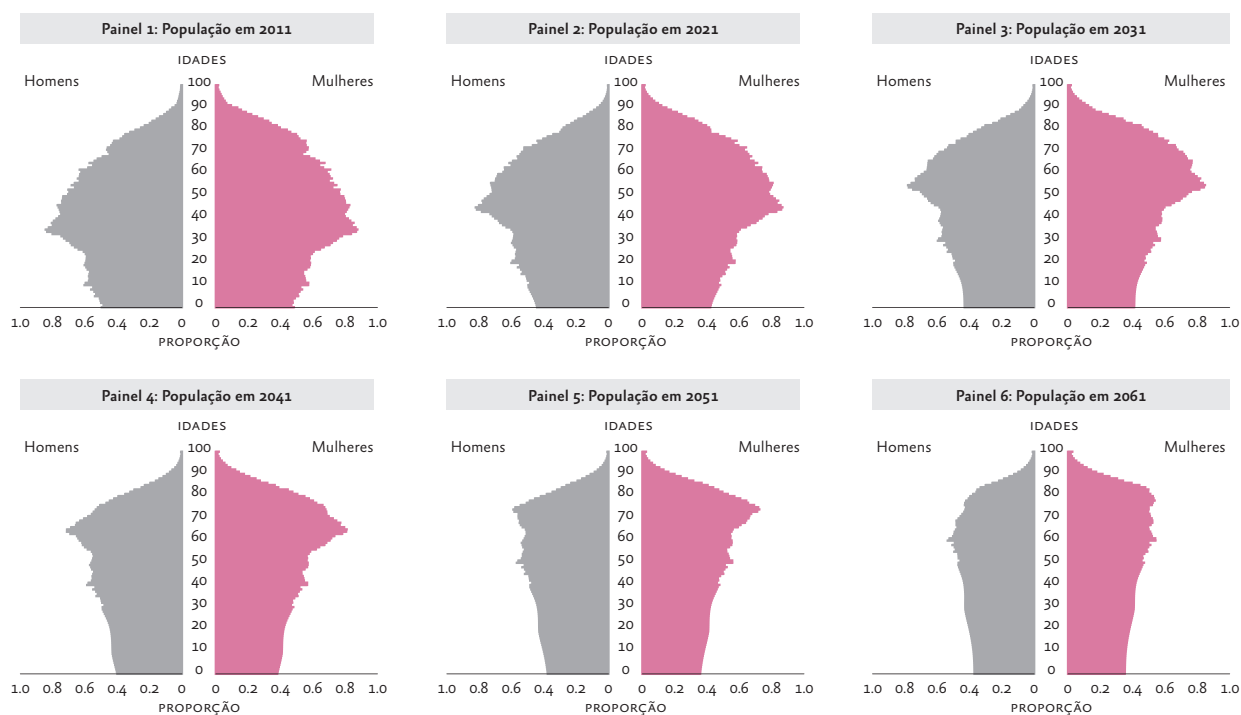 Painel 1: População em 2011
IDADES
Homens
Mulheres
100
90
80
70
60
50
40
30
20
10
0
1.0 0.8 0.6 0.4 0.2 0 0 0.2 0.4 0.6 0.8 1.0
PROPORÇÃO
Painel 2: População em 2021
IDADES
Homens
Mulheres
100
90
80
70
60
50
40
30
20
10
0
1.0 0.8 0.6 0.4 0.2 0 0 0.2 0.4 0.6 0.8 1.0
PROPORÇÃO
Painel 3: População em 2031
IDADES
Homens
Mulheres
100
90
80
70
60
50
40
30
20
10
0
1.0 0.8 0.6 0.4 0.2 0 0 0.2 0.4 0.6 0.8 1.0
PROPORÇÃO
Painel 4: População em 2041
IDADES
Homens
Mulheres
100
90
80
70
60
50
40
30
20
10
0
1.0 0.8 0.6 0.4 0.2 0 0 0.2 0.4 0.6 0.8 1.0
PROPORÇÃO
Painel 5: População em 2051
IDADES
Homens
Mulheres
100
90
80
70
60
50
40
30
20
10
0
1.0 0.8 0.6 0.4 0.2 0 0 0.2 0.4 0.6 0.8 1.0
PROPORÇÃO
Painel 6: População em 2061
IDADES
Homens
Mulheres
100
90
80
70
60
50
40
30
20
10
0
1.0 0.8 0.6 0.4 0.2 0 0 0.2 0.4 0.6 0.8 1.0
PROPORÇÃO